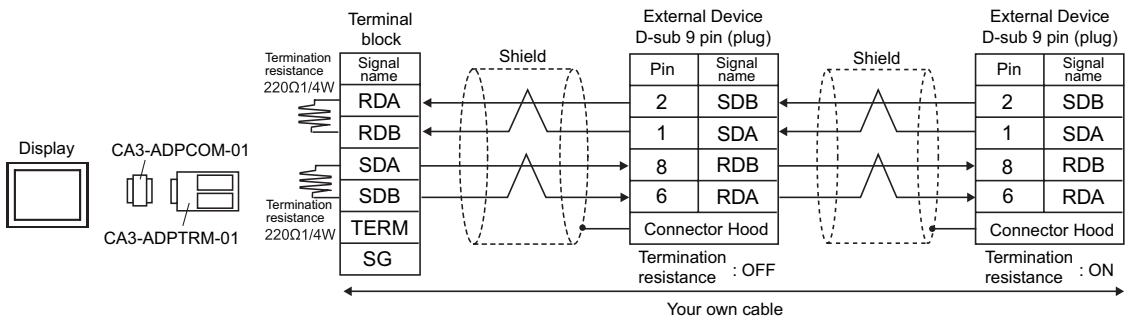 Display
CA3-ADPCOM-01
CA3-ADPTRM-01
Termination
resistance
220Ω1/4W
Termination
resistance
220Ω1/4W
Terminal
block
Signal
name
RDA
RDB
SDA
SDB
TERM
SG
Shield
External Device
D-sub 9 pin (plug)
Pin Signal
name
2 SDB
1 SDA
8 RDB
6 RDA
Connector Hood
Termination
resistance : OFF
Shield
External Device
D-sub 9 pin (plug)
Pin Signal
name
2 SDB
1 SDA
8 RDB
6 RDA
Connector Hood
Termination
resistance : ON
Your own cable